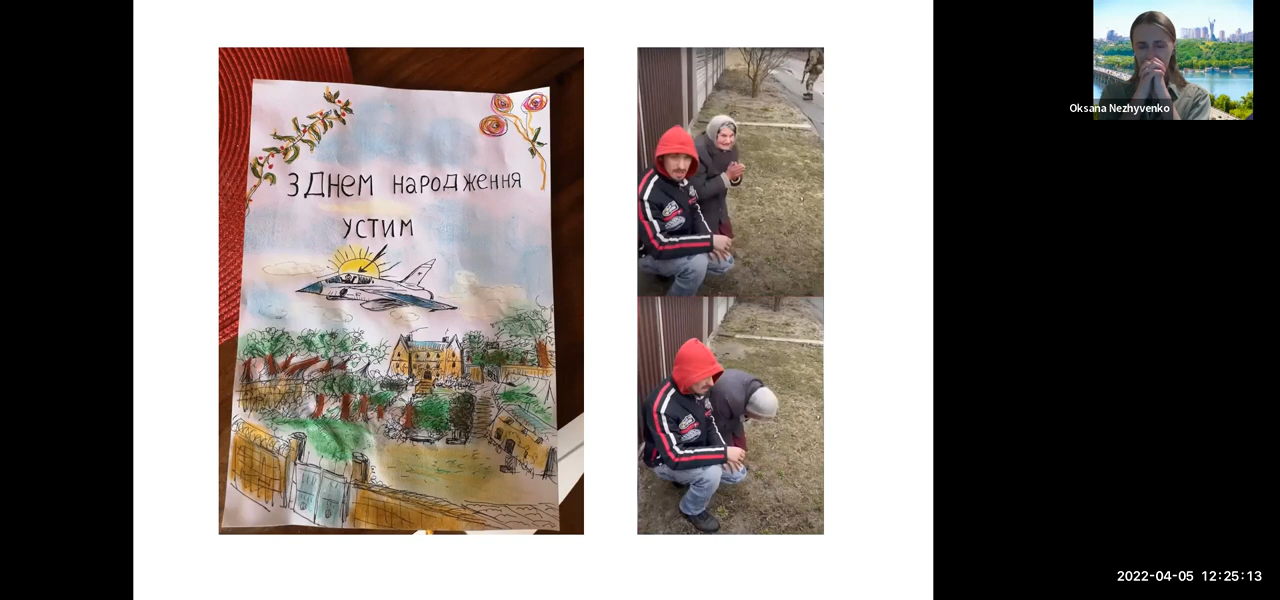 З Днем народження
Устим
Oksana Nezhyvenko
2022-04-05 12:25:13